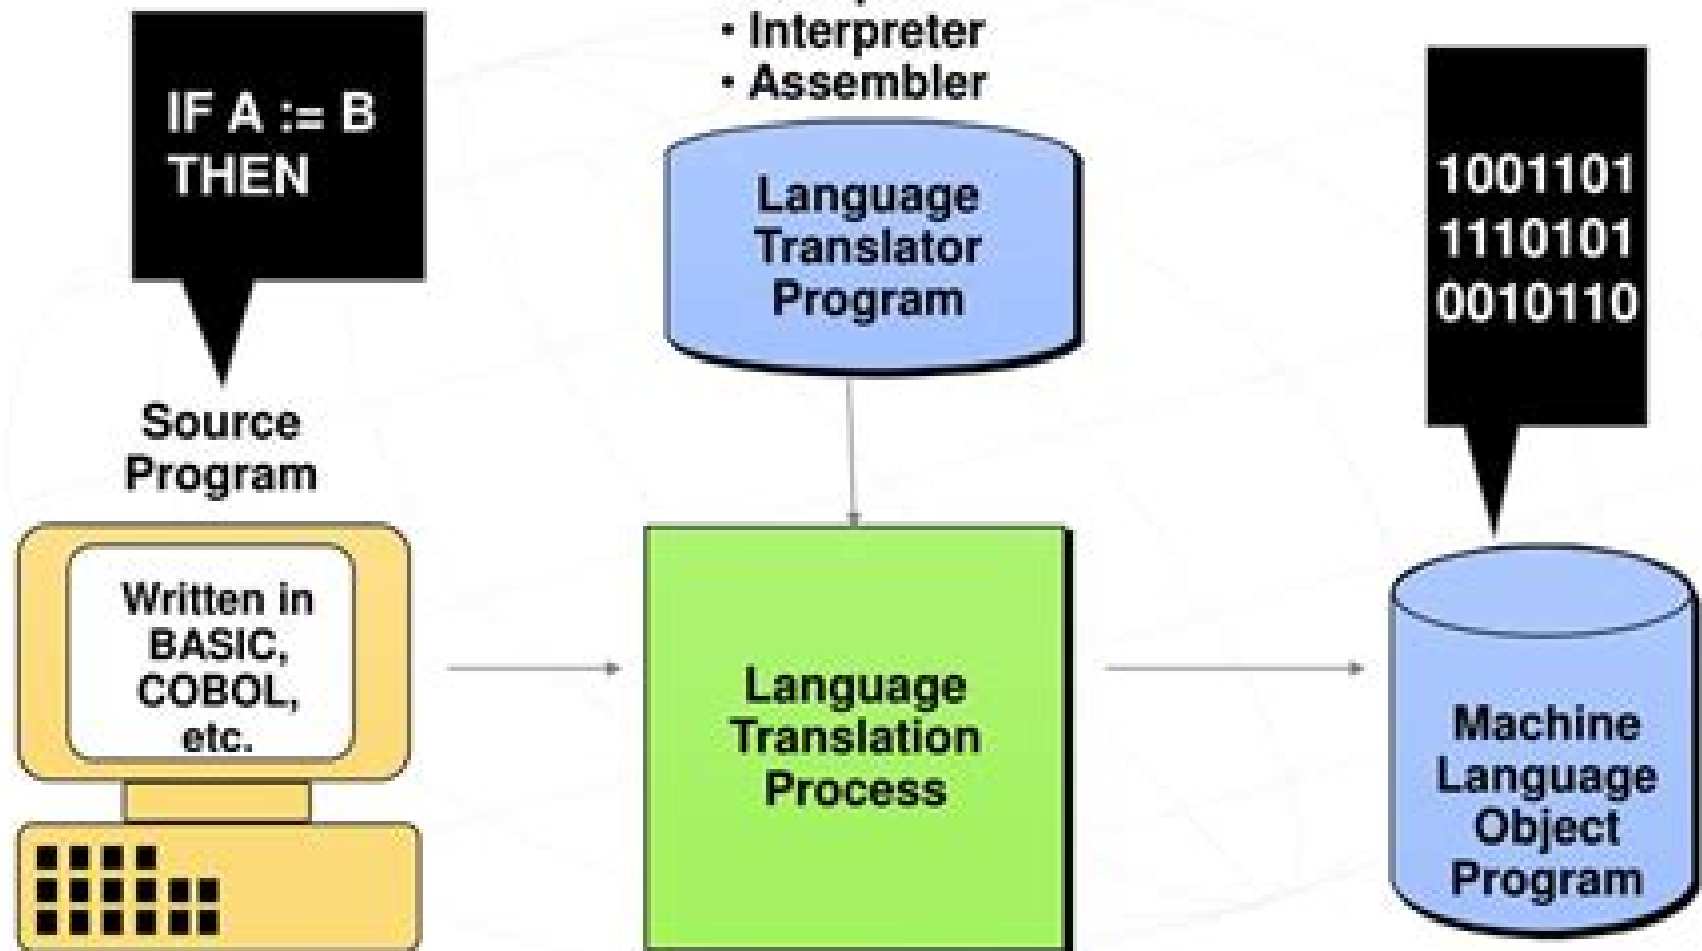 • Interpreter
• Assembler
IF A := B
THEN
Language
Translator
Program
1001101
1110101
0010110
Source
Program
Written in
BASIC,
COBOL,
etc.
Language
Translation
Process
Machine
Language
Object
Program